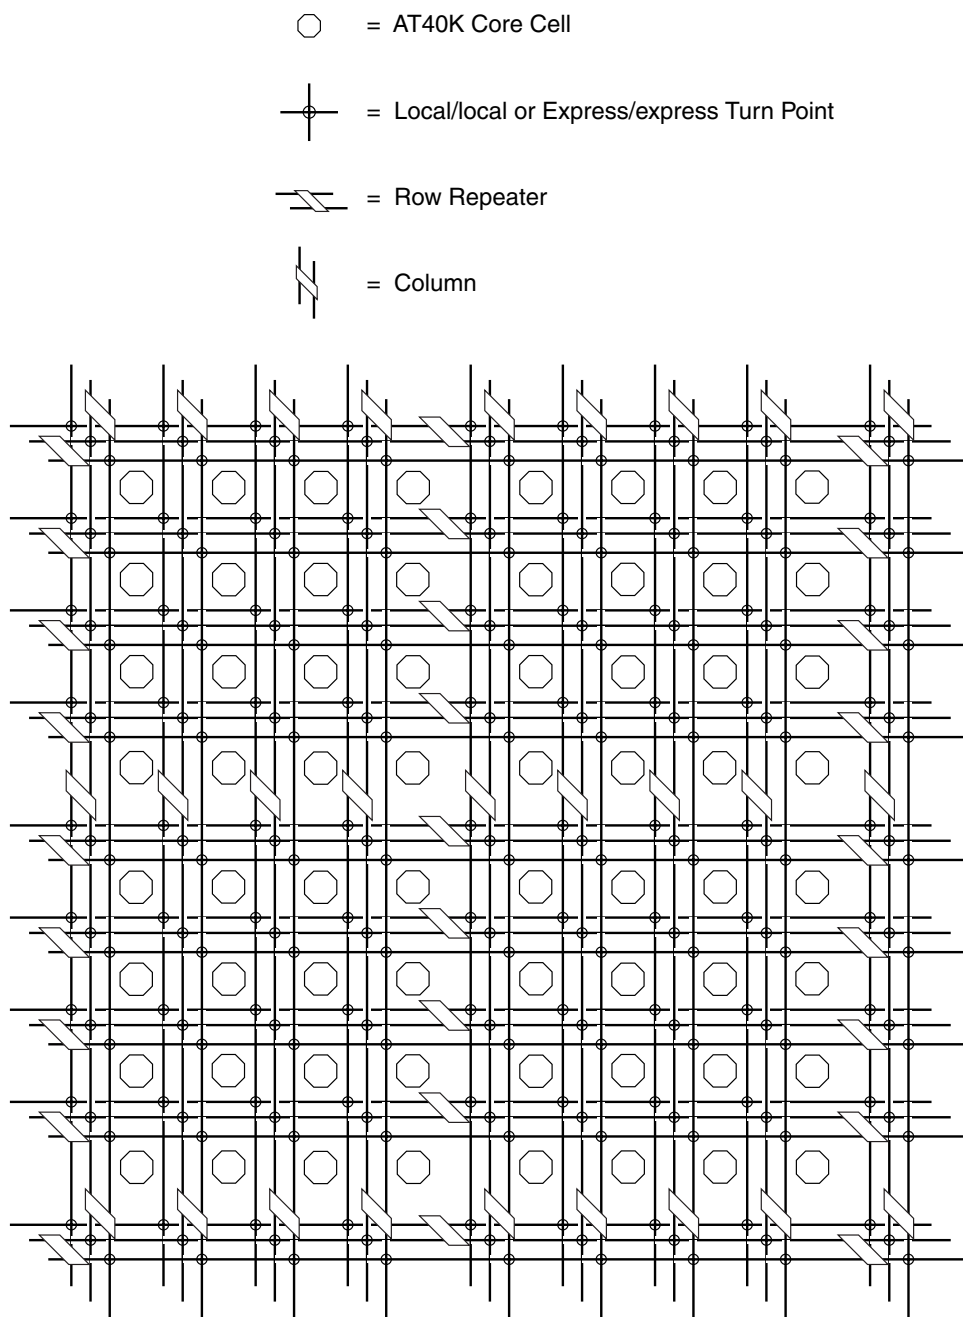 = AT40K Core Cell
= Local/local or Express/express Turn Point
= Row Repeater
= Column